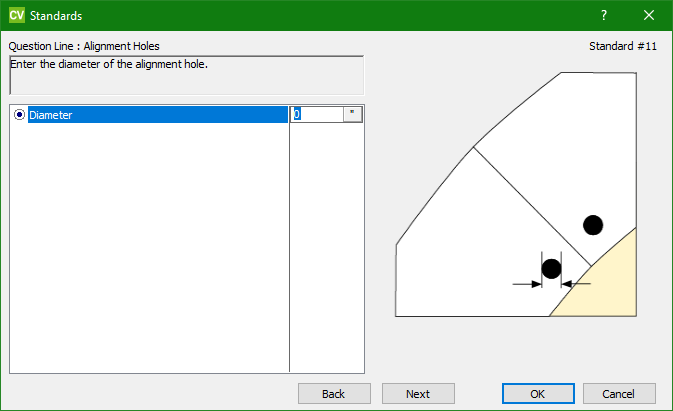 CV Standards ?
Question Line : Alignment Holes
Standard #11
Enter the diameter of the alignment hole.
Diameter 0 "
Back Next OK Cancel